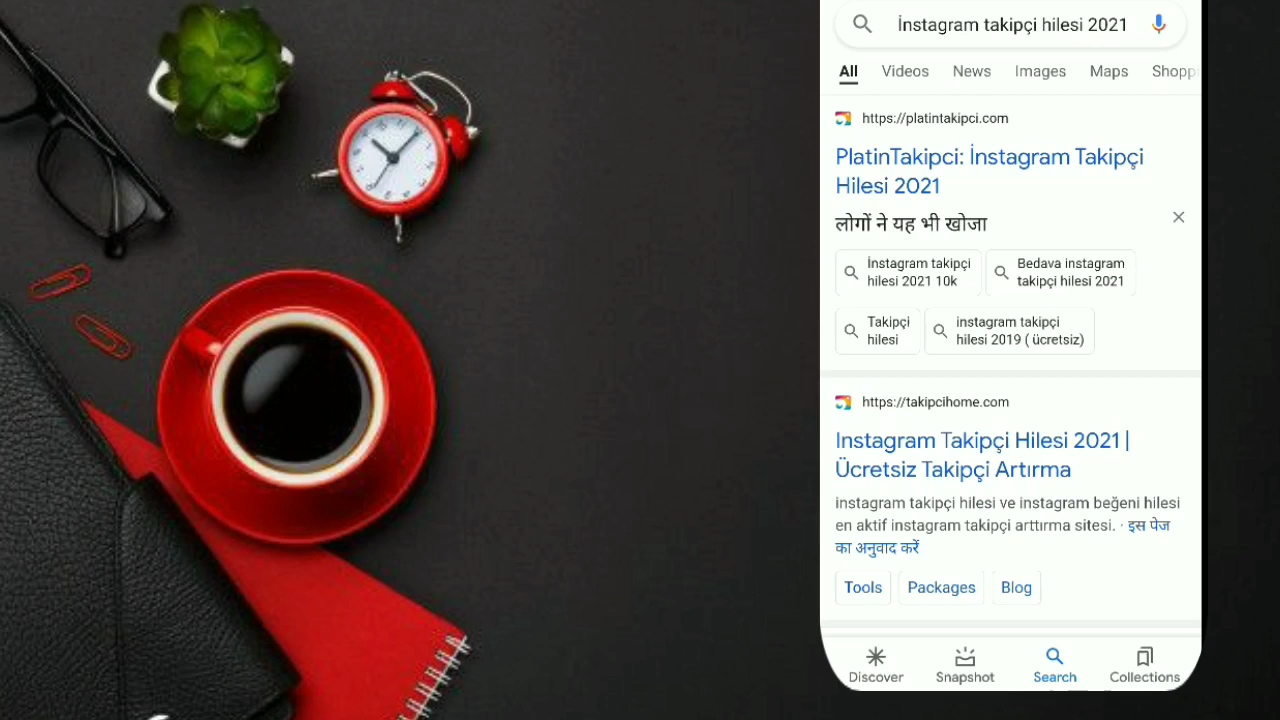 İnstagram takipçi hilesi 2021
All Videos News Images Maps Shopp
https://platintakipci.com
PlatinTakipci: İnstagram Takipçi
Hilesi 2021
लोगों ने यह भी खोजा
İnstagram takipçi
hilesi 2021 10k
Bedava instagram
takipçi hilesi 2021
Takipçi
hilesi
instagram takipçi
hilesi 2019 ( ücretsiz)
https://takipcihome.com
Instagram Takipçi Hilesi 2021 |
Ücretsiz Takipçi Artırma
instagram takipçi hilesi ve instagram beğeni hilesi
en aktif instagram takipçi arttırma sitesi. · इस पेज
का अनुवाद करें
Tools Packages Blog
Discover Snapshot Search Collections